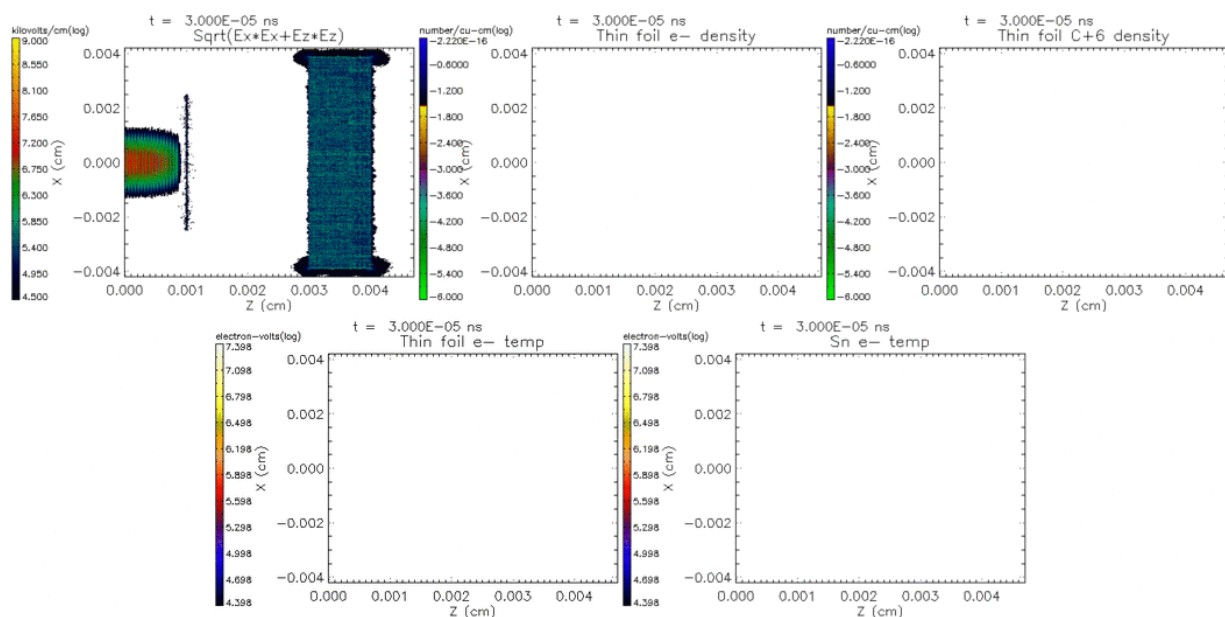 t = 3.000E-05 ns
kilovolts/cm(log)
Sqrt(Ex*Ex+Ez*Ez)
9.000
8.550
8.100
7.650
7.200
6.750
6.300
5.850
5.400
4.950
4.500
X (cm)
0.004
0.002
0.000
-0.002
-0.004
0.000 0.001 0.002 0.003 0.004
Z (cm)
t = 3.000E-05 ns
number/cu-cm(log)
Thin foil e- density
-2.220E-16
-0.6000
-1.200
-1.800
-2.400
-3.000
-3.600
-4.200
-4.800
-5.400
-6.000
X (cm)
0.004
0.002
0.000
-0.002
-0.004
0.000 0.001 0.002 0.003 0.004
Z (cm)
t = 3.000E-05 ns
number/cu-cm(log)
Thin foil C+6 density
-2.220E-16
-0.6000
-1.200
-1.800
-2.400
-3.000
-3.600
-4.200
-4.800
-5.400
-6.000
X (cm)
0.004
0.002
0.000
-0.002
-0.004
0.000 0.001 0.002 0.003 0.004
Z (cm)
t = 3.000E-05 ns
electron-volts(log)
Thin foil e- temp
7.398
7.098
6.798
6.498
6.198
5.898
5.598
5.298
4.998
4.698
4.398
X (cm)
0.004
0.002
0.000
-0.002
-0.004
0.000 0.001 0.002 0.003 0.004
Z (cm)
t = 3.000E-05 ns
electron-volts(log)
Sn e- temp
7.398
7.098
6.798
6.498
6.198
5.898
5.598
5.298
4.998
4.698
4.398
X (cm)
0.004
0.002
0.000
-0.002
-0.004
0.000 0.001 0.002 0.003 0.004
Z (cm)